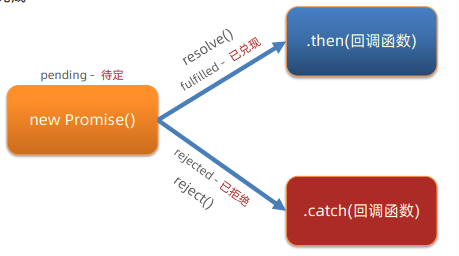 pending - 待定
new Promise()
resolve()
fulfilled - 已兑现
.then(回调函数)
rejected - 已拒绝
reject()
.catch(回调函数)